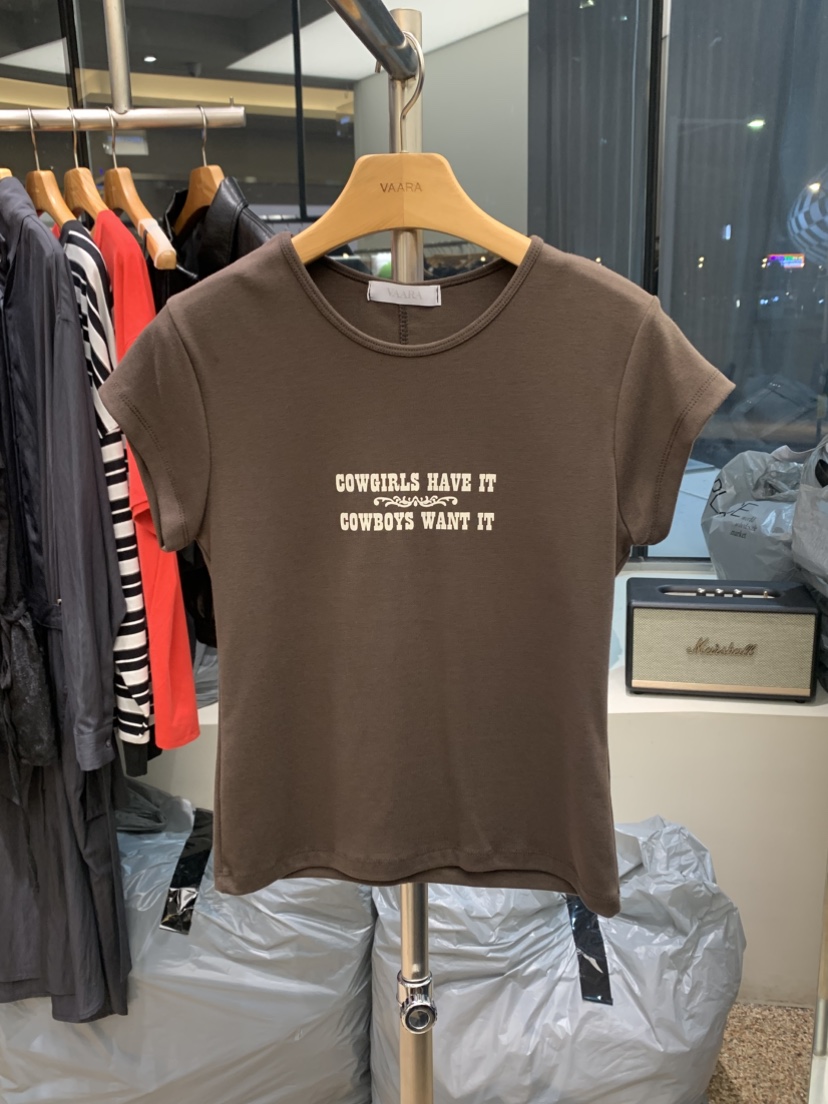 VAARA
VAARA
COWGIRLS HAVE IT
COWBOYS WANT IT
Marshall